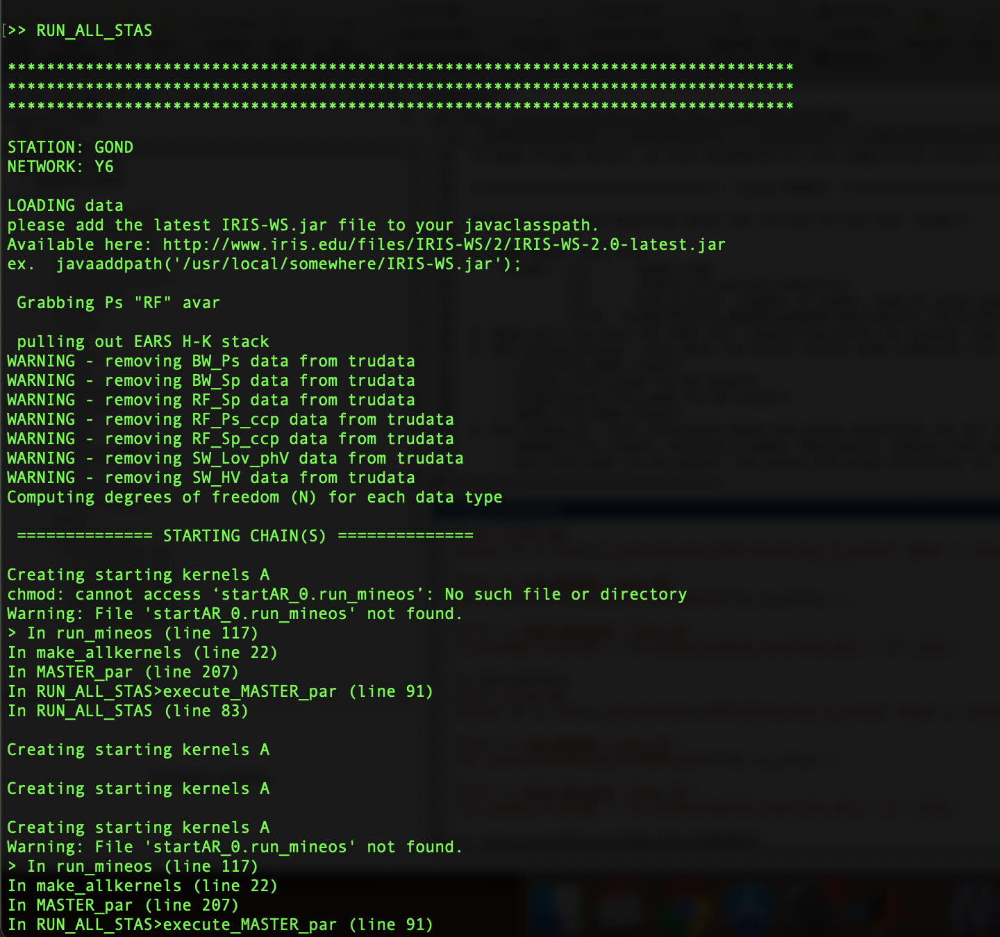 [>> RUN_ALL_STAS
*********************************************************************************
*********************************************************************************
*********************************************************************************
STATION: GOND
NETWORK: Y6
LOADING data
please add the latest IRIS-WS.jar file to your javaclasspath.
Available here: http://www.iris.edu/files/IRIS-WS/2/IRIS-WS-2.0-latest.jar
ex.  javaaddpath('/usr/local/somewhere/IRIS-WS.jar');
 Grabbing Ps "RF" avar
 pulling out EARS H-K stack
WARNING - removing BW_Ps data from trudata
WARNING - removing BW_Sp data from trudata
WARNING - removing RF_Sp data from trudata
WARNING - removing RF_Ps_ccp data from trudata
WARNING - removing RF_Sp_ccp data from trudata
WARNING - removing SW_Lov_phV data from trudata
WARNING - removing SW_HV data from trudata
Computing degrees of freedom (N) for each data type
 ============== STARTING CHAIN(S) ==============
Creating starting kernels A
chmod: cannot access ‘startAR_0.run_mineos’: No such file or directory
Warning: File 'startAR_0.run_mineos' not found.
> In run_mineos (line 117)
In make_allkernels (line 22)
In MASTER_par (line 207)
In RUN_ALL_STAS>execute_MASTER_par (line 91)
In RUN_ALL_STAS (line 83)
Creating starting kernels A
Creating starting kernels A
Creating starting kernels A
Warning: File 'startAR_0.run_mineos' not found.
> In run_mineos (line 117)
In make_allkernels (line 22)
In MASTER_par (line 207)
In RUN_ALL_STAS>execute_MASTER_par (line 91)